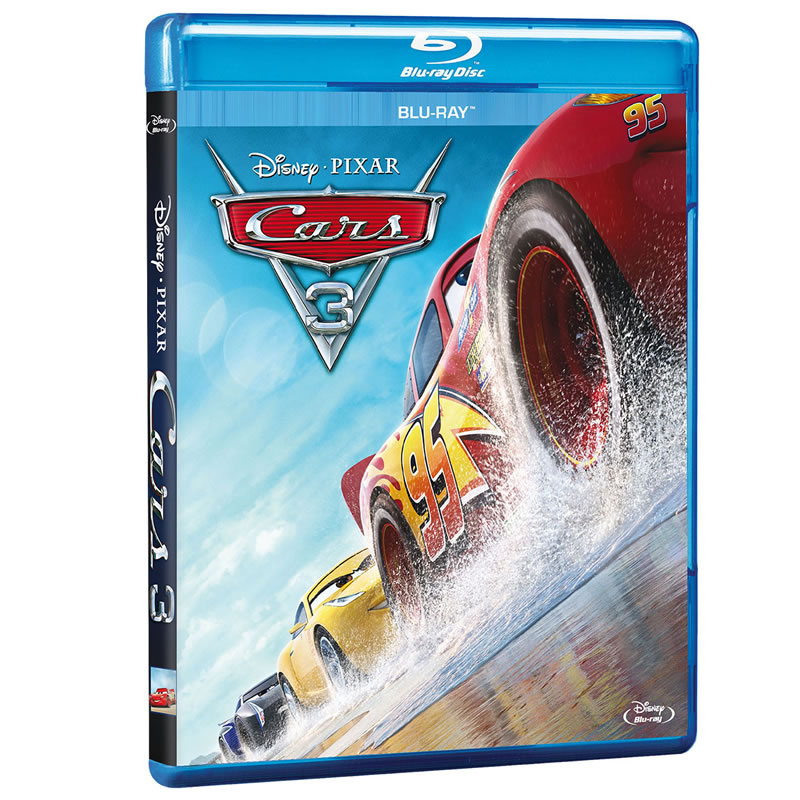 Blu-ray Disc
BLU-RAY™
Disney · PIXAR
Cars
3
95
95
Disney
Blu-ray
Disney
Blu-ray
Disney · PIXAR
Cars 3